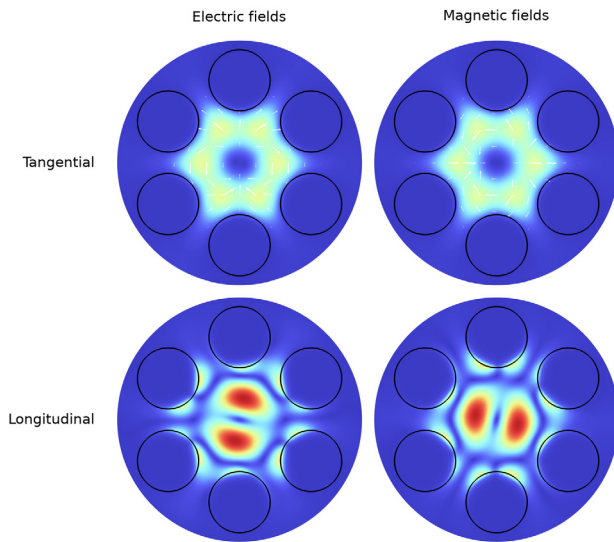 Electric fields
Magnetic fields
Tangential
Longitudinal